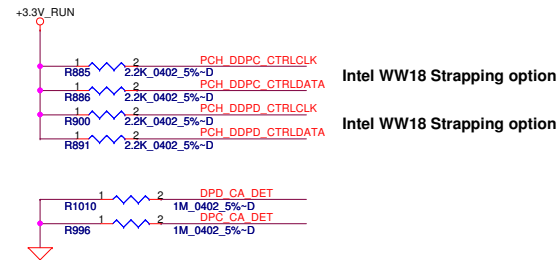 +3.3V_RUN
1 2 PCH_DDPC_CTRLCLK
R885 2.2K_0402_5%~D
Intel WW18 Strapping option
1 2 PCH_DDPC_CTRLDATA
R886 2.2K_0402_5%~D
1 2 PCH_DDPD_CTRLCLK
R900 2.2K_0402_5%~D
Intel WW18 Strapping option
1 2 PCH_DDPD_CTRLDATA
R891 2.2K_0402_5%~D
1 2 DPD_CA_DET
R1010 1M_0402_5%~D
1 2 DPC_CA_DET
R996 1M_0402_5%~D